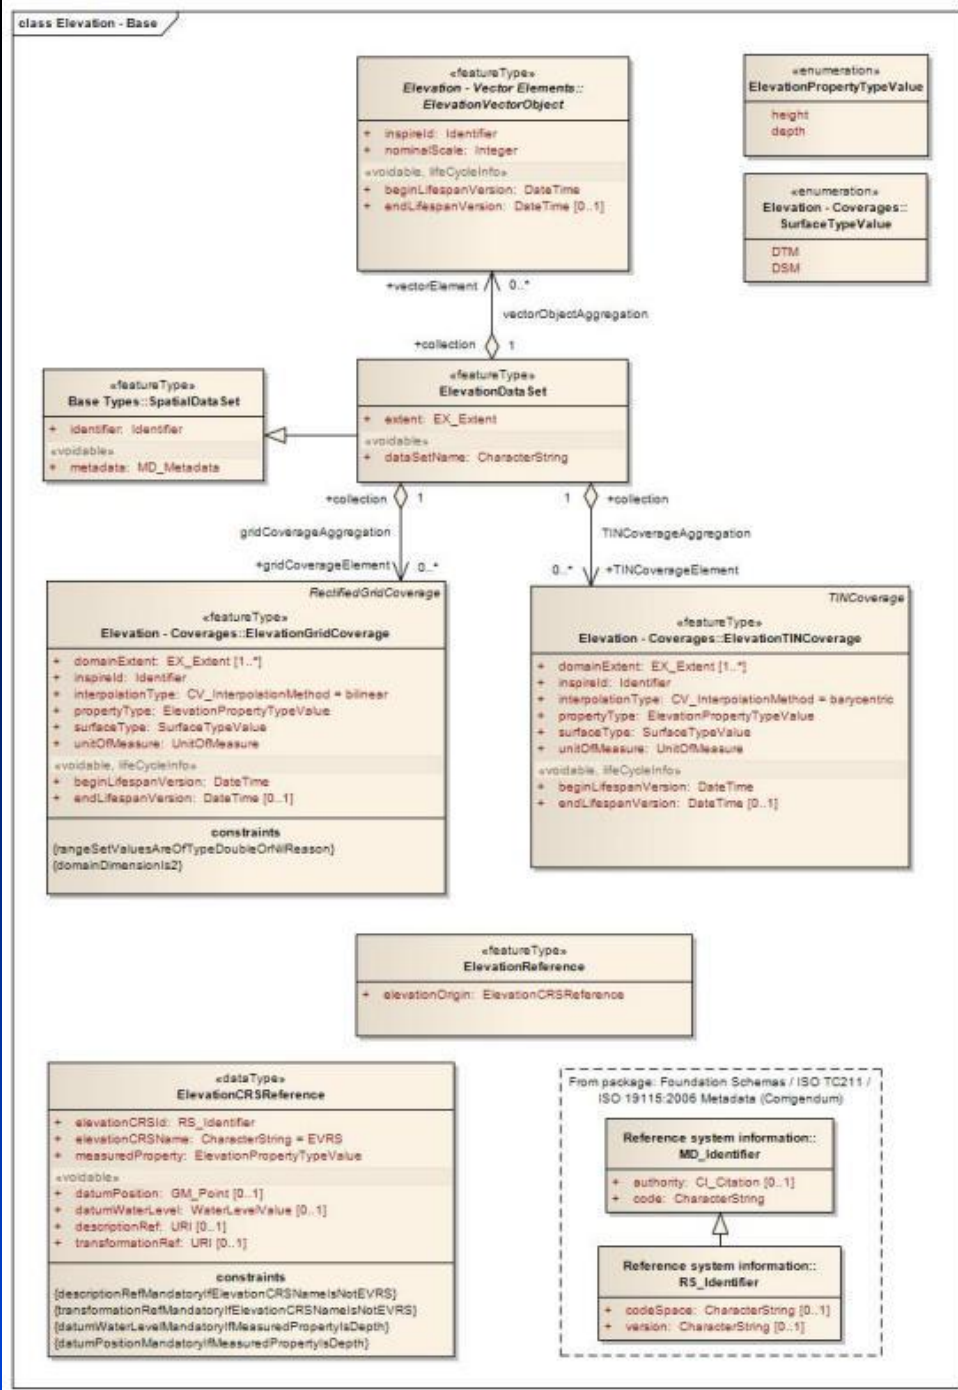 class Elevation - Base
«featureType»
Elevation - Vector Elements::
ElevationVectorObject
+ inspireId: Identifier
+ nominalScale: Integer
«voidable, lifeCycleInfo»
+ beginLifespanVersion: DateTime
+ endLifespanVersion: DateTime [0..1]
«enumeration»
ElevationPropertyTypeValue
height
depth
«enumeration»
Elevation - Coverages::
SurfaceTypeValue
DTM
DSM
+vectorElement 0..*
vectorObjectAggregation
+collection 1
«featureType»
Base Types::SpatialDataSet
+ identifier: Identifier
«voidable»
+ metadata: MD_Metadata
«featureType»
ElevationDataSet
+ extent: EX_Extent
«voidable»
+ dataSetName: CharacterString
+collection 1
gridCoverageAggregation
+gridCoverageElement 0..*
1 +collection
TINCoverageAggregation
0..* +TINCoverageElement
RectifiedGridCoverage
«featureType»
Elevation - Coverages::ElevationGridCoverage
+ domainExtent: EX_Extent [1..*]
+ inspireId: Identifier
+ interpolationType: CV_InterpolationMethod = bilinear
+ propertyType: ElevationPropertyTypeValue
+ surfaceType: SurfaceTypeValue
+ unitOfMeasure: UnitOfMeasure
«voidable, lifeCycleInfo»
+ beginLifespanVersion: DateTime
+ endLifespanVersion: DateTime [0..1]
constraints
{rangeSetValuesAreOfTypeDoubleOrNilReason}
{domainDimensionIs2}
TINCoverage
«featureType»
Elevation - Coverages::ElevationTINCoverage
+ domainExtent: EX_Extent [1..*]
+ inspireId: Identifier
+ interpolationType: CV_InterpolationMethod = barycentric
+ propertyType: ElevationPropertyTypeValue
+ surfaceType: SurfaceTypeValue
+ unitOfMeasure: UnitOfMeasure
«voidable, lifeCycleInfo»
+ beginLifespanVersion: DateTime
+ endLifespanVersion: DateTime [0..1]
«featureType»
ElevationReference
+ elevationOrigin: ElevationCRSReference
«dataType»
ElevationCRSReference
+ elevationCRSId: RS_Identifier
+ elevationCRSName: CharacterString = EVRS
+ measuredProperty: ElevationPropertyTypeValue
«voidable»
+ datumPosition: GM_Point [0..1]
+ datumWaterLevel: WaterLevelValue [0..1]
+ descriptionRef: URI [0..1]
+ transformationRef: URI [0..1]
constraints
{descriptionRefMandatoryIfElevationCRSNameIsNotEVRS}
{transformationRefMandatoryIfElevationCRSNameIsNotEVRS}
{datumWaterLevelMandatoryIfMeasuredPropertyIsDepth}
{datumPositionMandatoryIfMeasuredPropertyIsDepth}
From package: Foundation Schemas / ISO TC211 /
ISO 19115:2006 Metadata (Corrigendum)
Reference system information::
MD_Identifier
+ authority: CI_Citation [0..1]
+ code: CharacterString
Reference system information::
RS_Identifier
+ codeSpace: CharacterString [0..1]
+ version: CharacterString [0..1]